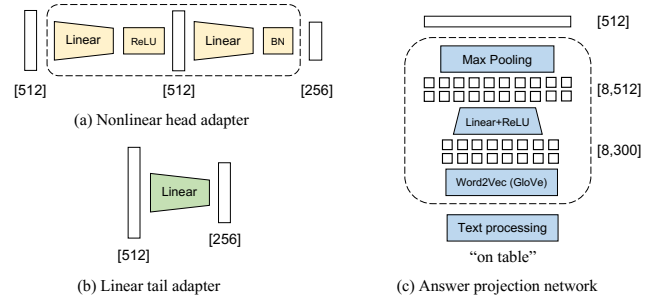 Linear
ReLU
Linear
BN
[512]
[512]
[256]
(a) Nonlinear head adapter
Linear
[512]
[256]
(b) Linear tail adapter
[512]
Max Pooling
[8,512]
Linear+ReLU
[8,300]
Word2Vec (GloVe)
Text processing
“on table”
(c) Answer projection network